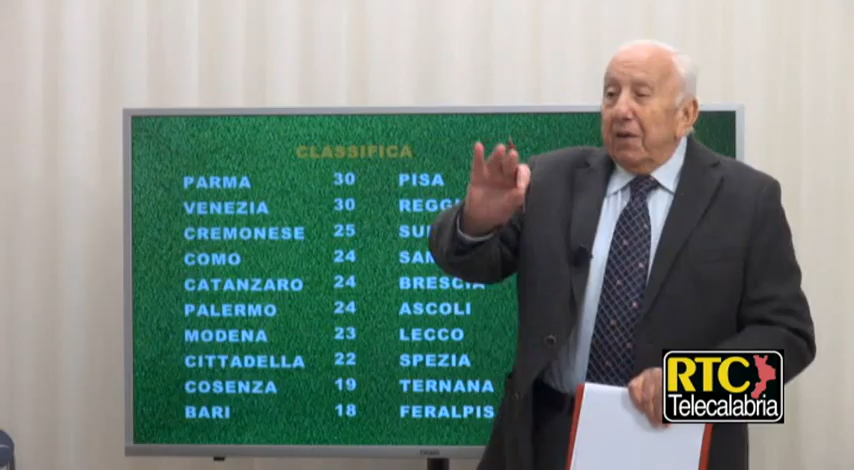 CLASSIFICA
PARMA 30 PISA
VENEZIA 30
CREMONESE 25
COMO 24
CATANZARO 24 BRESCIA
PALERMO 24 ASCOLI
MODENA 23 LECCO
CITTADELLA 22 SPEZIA
COSENZA 19 TERNANA
BARI 18 FERALPIS
RTC
Telecalabria